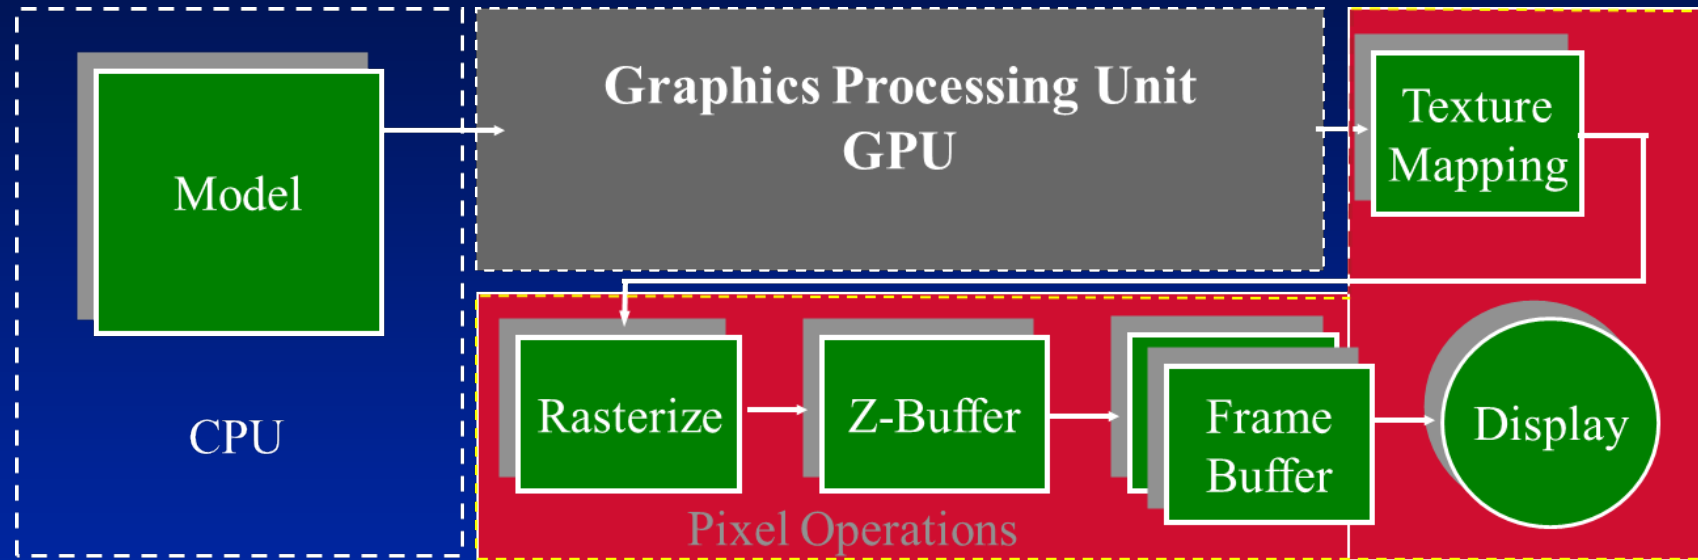 Graphics Processing Unit
GPU
Texture
Mapping
Model
CPU
Rasterize
Z-Buffer
Frame
Buffer
Display
Pixel Operations